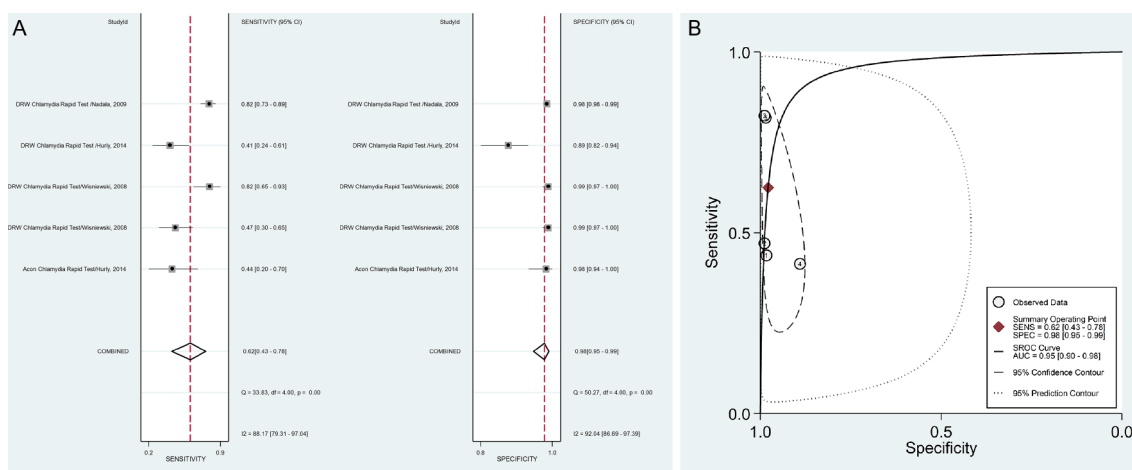 A
StudyId
SENSITIVITY (95% CI)
DRW Chlamydia Rapid Test /Nadala, 2009
0.82 [0.73 - 0.89]
DRW Chlamydia Rapid Test /Hurly, 2014
0.41 [0.24 - 0.61]
DRW Chlamydia Rapid Test/Wisniewski, 2008
0.82 [0.65 - 0.93]
DRW Chlamydia Rapid Test/Wisniewski, 2008
0.47 [0.30 - 0.65]
Acon Chlamydia Rapid Test/Hurly, 2014
0.44 [0.20 - 0.70]
COMBINED
0.62[0.43 - 0.78]
Q = 33.83, df = 4.00, p = 0.00
I2 = 88.17 [79.31 - 97.04]
0.2
0.9
SENSITIVITY
StudyId
SPECIFICITY (95% CI)
DRW Chlamydia Rapid Test /Nadala, 2009
0.98 [0.98 - 0.99]
DRW Chlamydia Rapid Test /Hurly, 2014
0.89 [0.82 - 0.94]
DRW Chlamydia Rapid Test/Wisniewski, 2008
0.99 [0.97 - 1.00]
DRW Chlamydia Rapid Test/Wisniewski, 2008
0.99 [0.97 - 1.00]
Acon Chlamydia Rapid Test/Hurly, 2014
0.98 [0.94 - 1.00]
COMBINED
0.98[0.95 - 0.99]
Q = 50.27, df = 4.00, p = 0.00
I2 = 92.04 [86.69 - 97.39]
0.8
1.0
SPECIFICITY
B
1.0
0.5
0.0
Sensitivity
1
4
Observed Data
Summary Operating Point
SENS = 0.62 [0.43 - 0.78]
SPEC = 0.98 [0.95 - 0.99]
SROC Curve
AUC = 0.95 [0.90 - 0.98]
95% Confidence Contour
95% Prediction Contour
1.0
0.5
0.0
Specificity